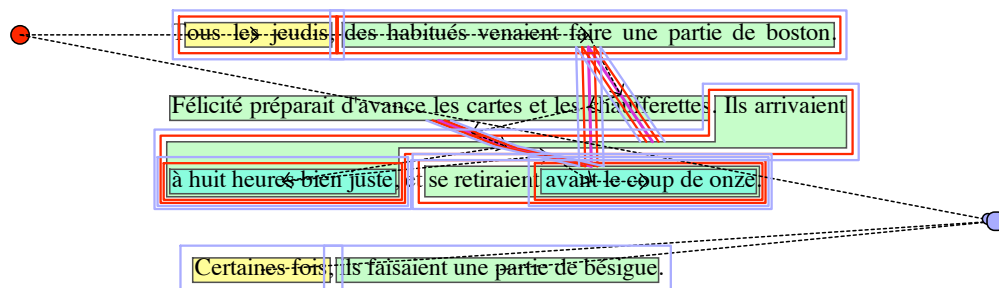 Tous les jeudis, des habitués venaient faire une partie de boston.
Félicité préparait d'avance les cartes et les chaufferettes. Ils arrivaient
à huit heures bien juste, et se retiraient avant le coup de onze.
Certaines fois, ils faisaient une partie de bésigue.